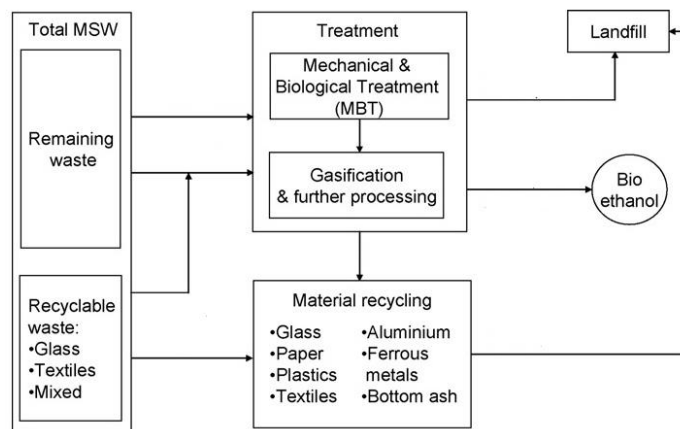 Total MSW
Remaining
waste
Recyclable
waste:
•Glass
•Textiles
•Mixed
Treatment
Mechanical &
Biological Treatment
(MBT)
Gasification
& further processing
Material recycling
•Glass
•Paper
•Plastics
•Textiles
•Aluminium
•Ferrous
metals
•Bottom ash
Landfill
Bio
ethanol